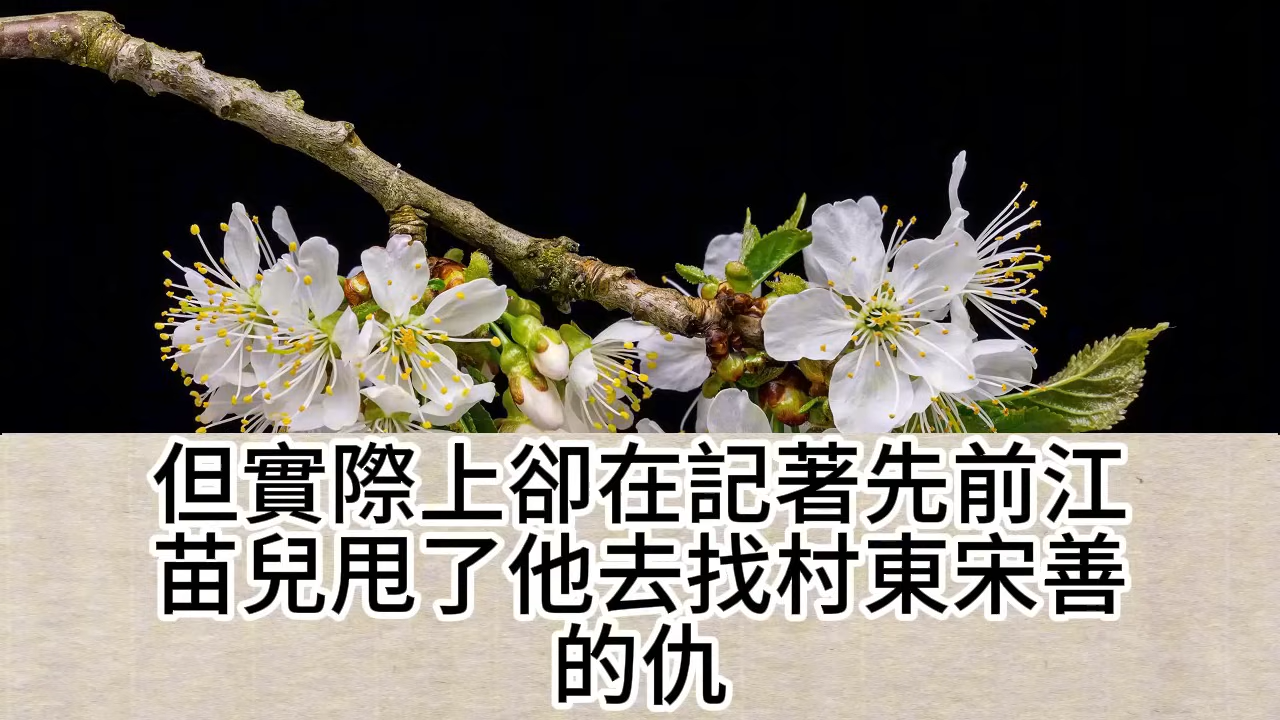 但實際上卻在記著先前江
苗兒甩了他去找村東宋善
的仇